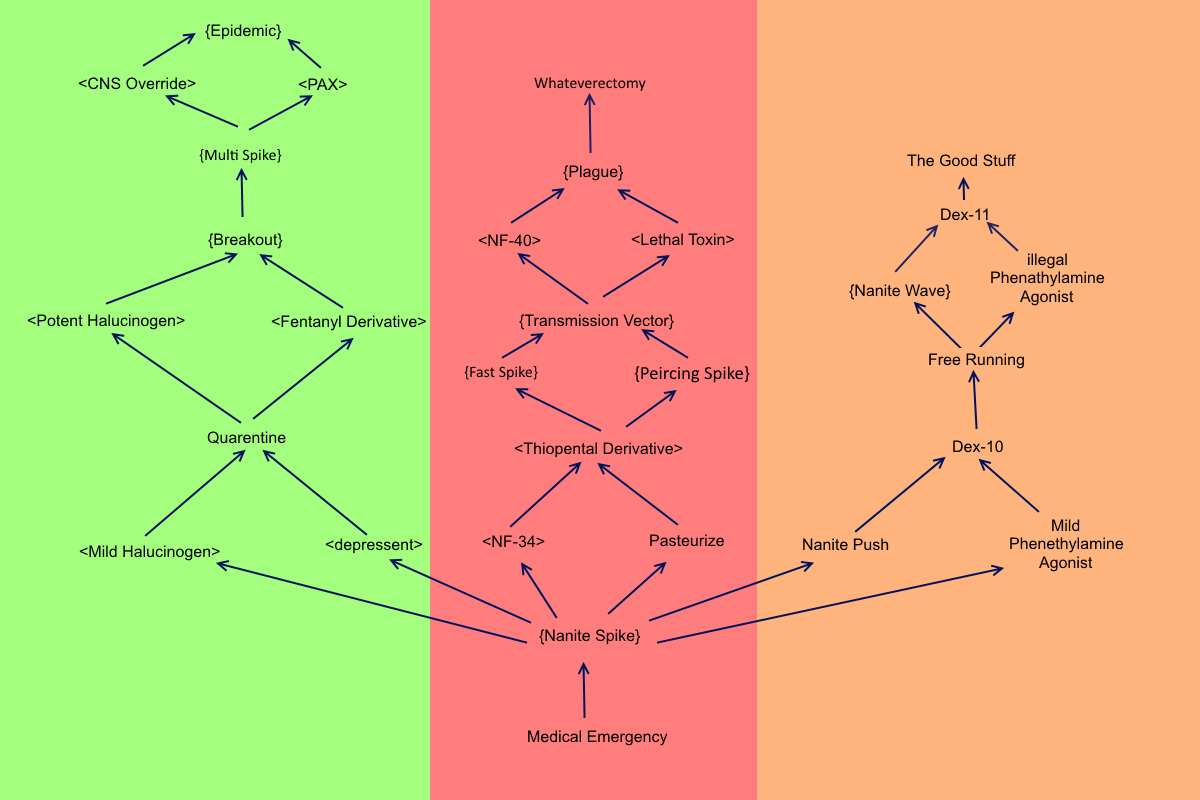 {Epidemic}
<CNS Override>
<PAX>
{Multi Spike}
{Breakout}
<Potent Halucinogen>
<Fentanyl Derivative>
Quarentine
<Mild Halucinogen>
<depressent>
Whateverectomy
{Plague}
<NF-40>
<Lethal Toxin>
{Transmission Vector}
{Fast Spike}
{Peircing Spike}
<Thiopental Derivative>
<NF-34>
Pasteurize
{Nanite Spike}
Medical Emergency
The Good Stuff
Dex-11
{Nanite Wave}
illegal
Phenathylamine
Agonist
Free Running
Dex-10
Nanite Push
Mild
Phenethylamine
Agonist